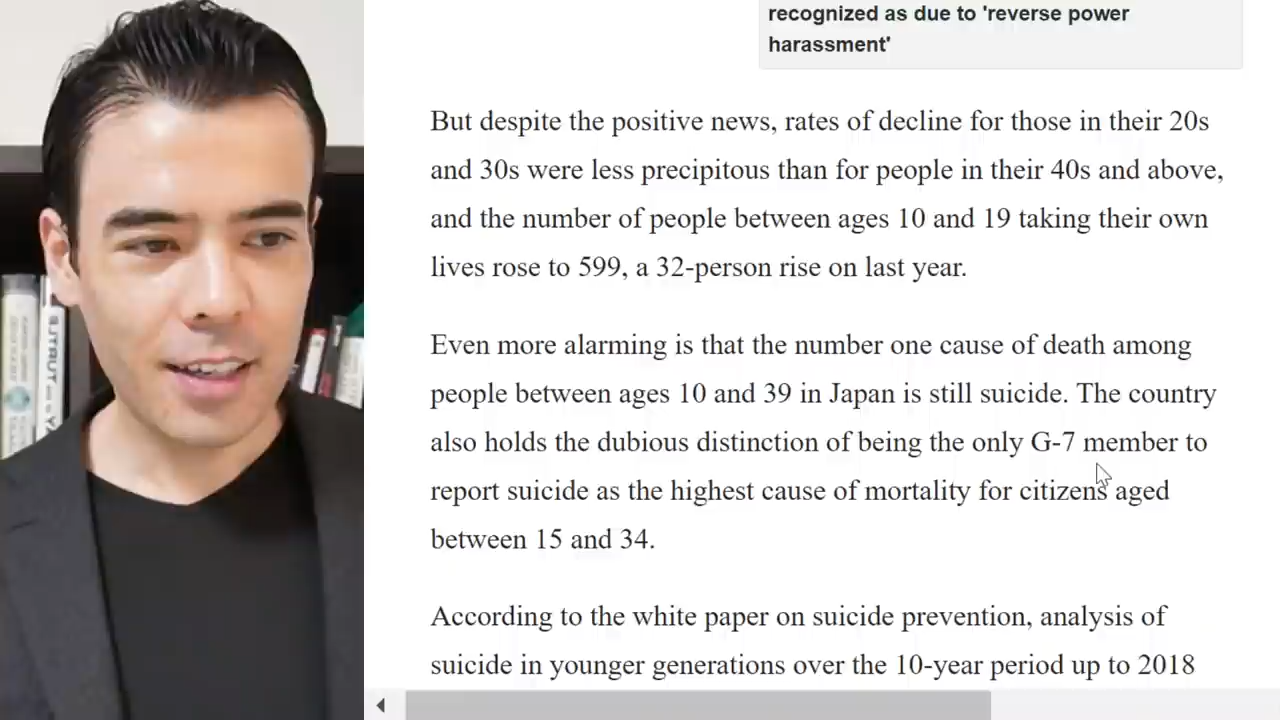 recognized as due to 'reverse power
harassment'
But despite the positive news, rates of decline for those in their 20s
and 30s were less precipitous than for people in their 40s and above,
and the number of people between ages 10 and 19 taking their own
lives rose to 599, a 32-person rise on last year.
Even more alarming is that the number one cause of death among
people between ages 10 and 39 in Japan is still suicide. The country
also holds the dubious distinction of being the only G-7 member to
report suicide as the highest cause of mortality for citizens aged
between 15 and 34.
According to the white paper on suicide prevention, analysis of
suicide in younger generations over the 10-year period up to 2018